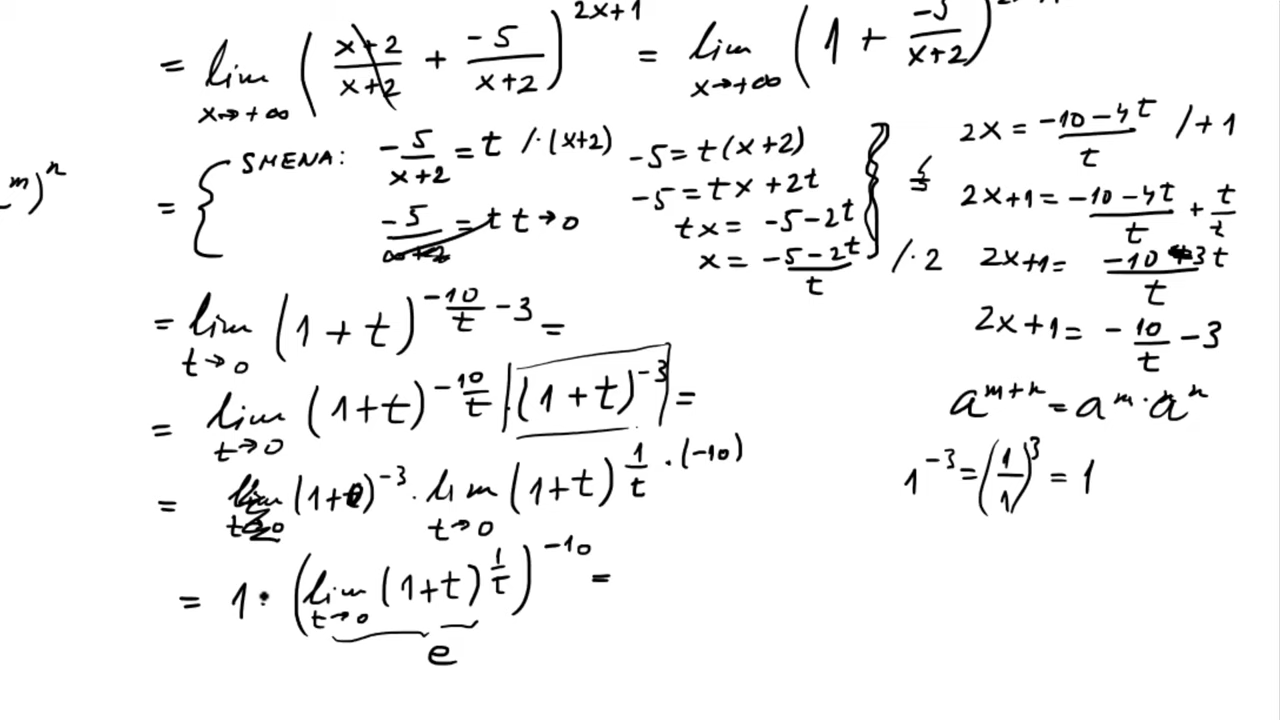 = lim x→+∞ ( x+2/x+2 + -5/x+2 )^2x+1 = lim x→+∞ ( 1 + -5/x+2 )
m)^n
= { SMENA: -5/x+2 = t /·(x+2)
-5/∞+2 = t t→0
-5 = t(x+2)
-5 = tx + 2t
tx = -5-2t
x = -5-2t/t } /·2
2x = -10-4t/t /+1
2x+1 = -10-4t/t + t/t
2x+1 = -10-3t/t
2x+1 = -10/t - 3
= lim t→0 (1+t)^-10/t -3 =
= lim t→0 (1+t)^-10/t · (1+t)^-3 =
a^m+n = a^m · a^n
= lim t→0 (1+0)^-3 · lim t→0 (1+t)^1/t · (-10)
1^-3 = (1/1)^3 = 1
= 1 · (lim t→0 (1+t)^1/t)^-10 =
e